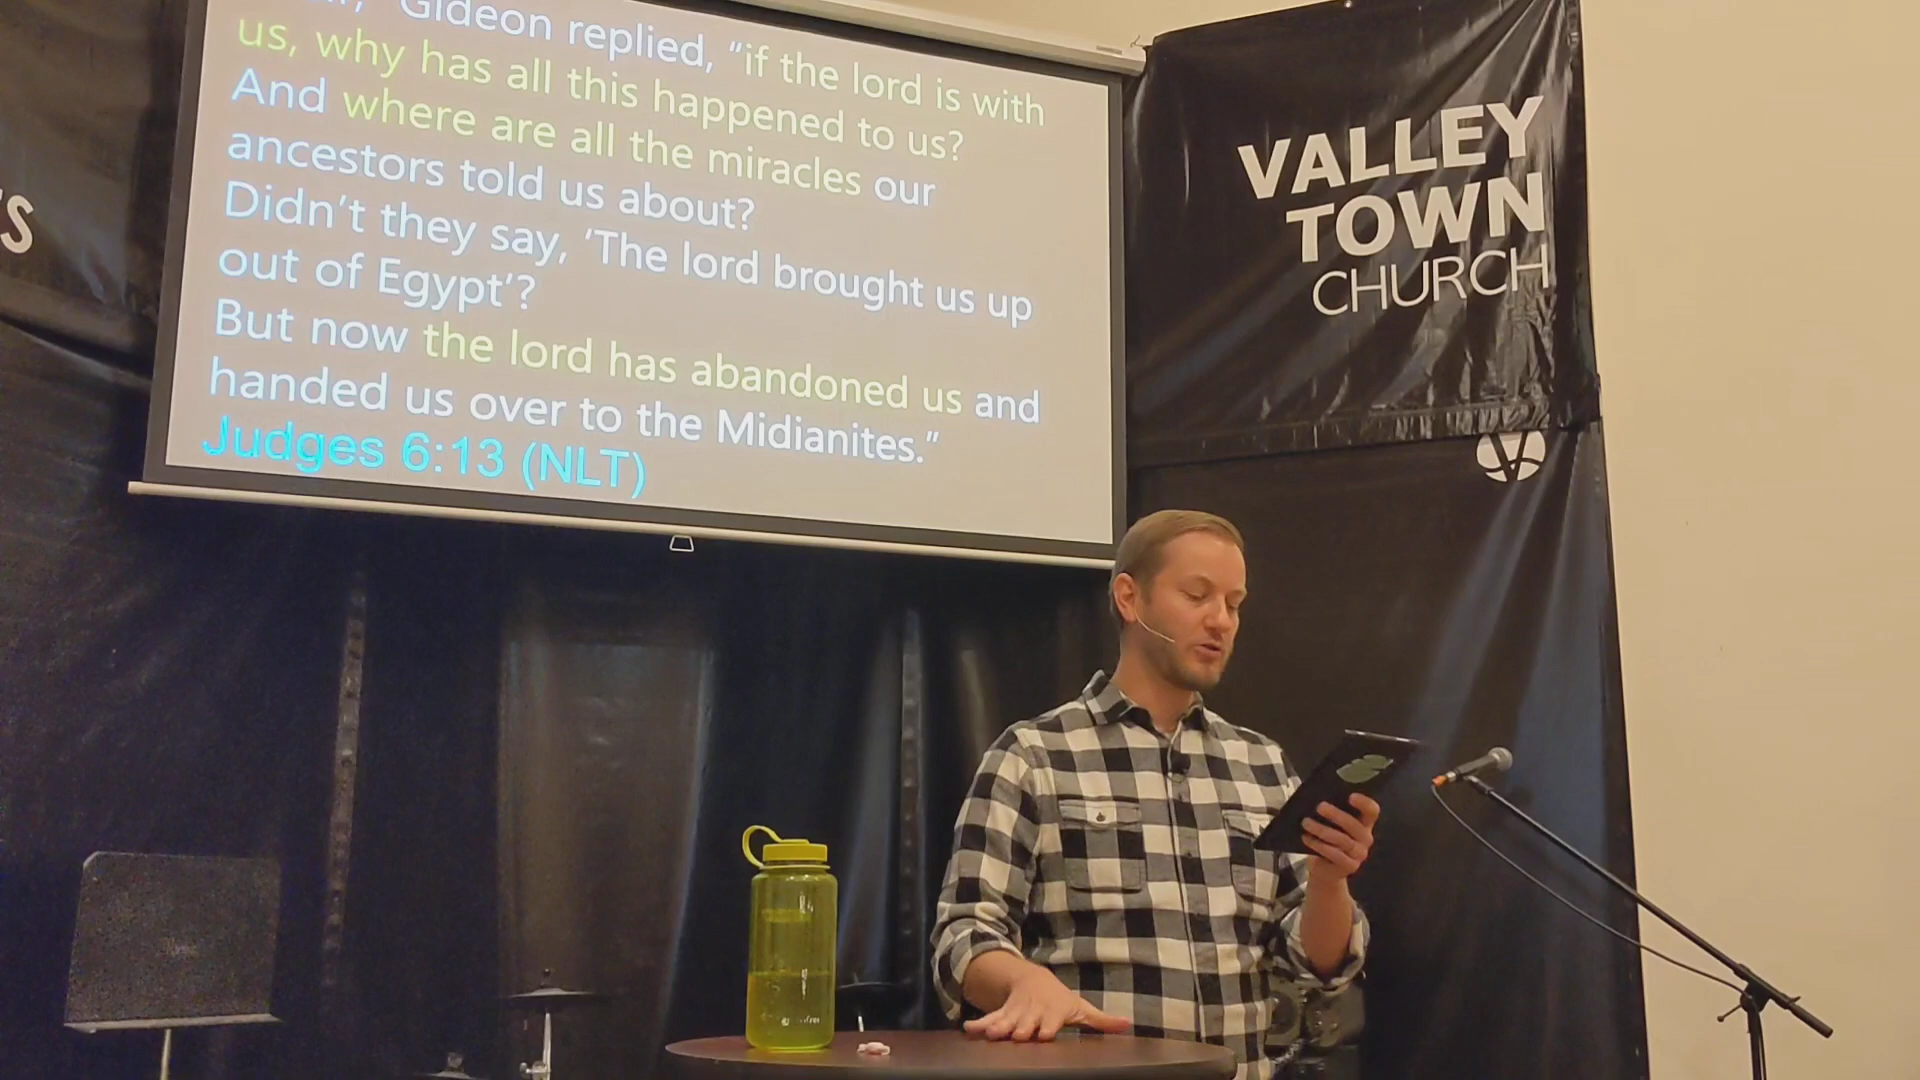 Gideon replied, “if the lord is with
us, why has all this happened to us?
And where are all the miracles our
ancestors told us about?
Didn’t they say, ‘The lord brought us up
out of Egypt’?
But now the lord has abandoned us and
handed us over to the Midianites.”
Judges 6:13 (NLT)
VALLEY
TOWN
CHURCH